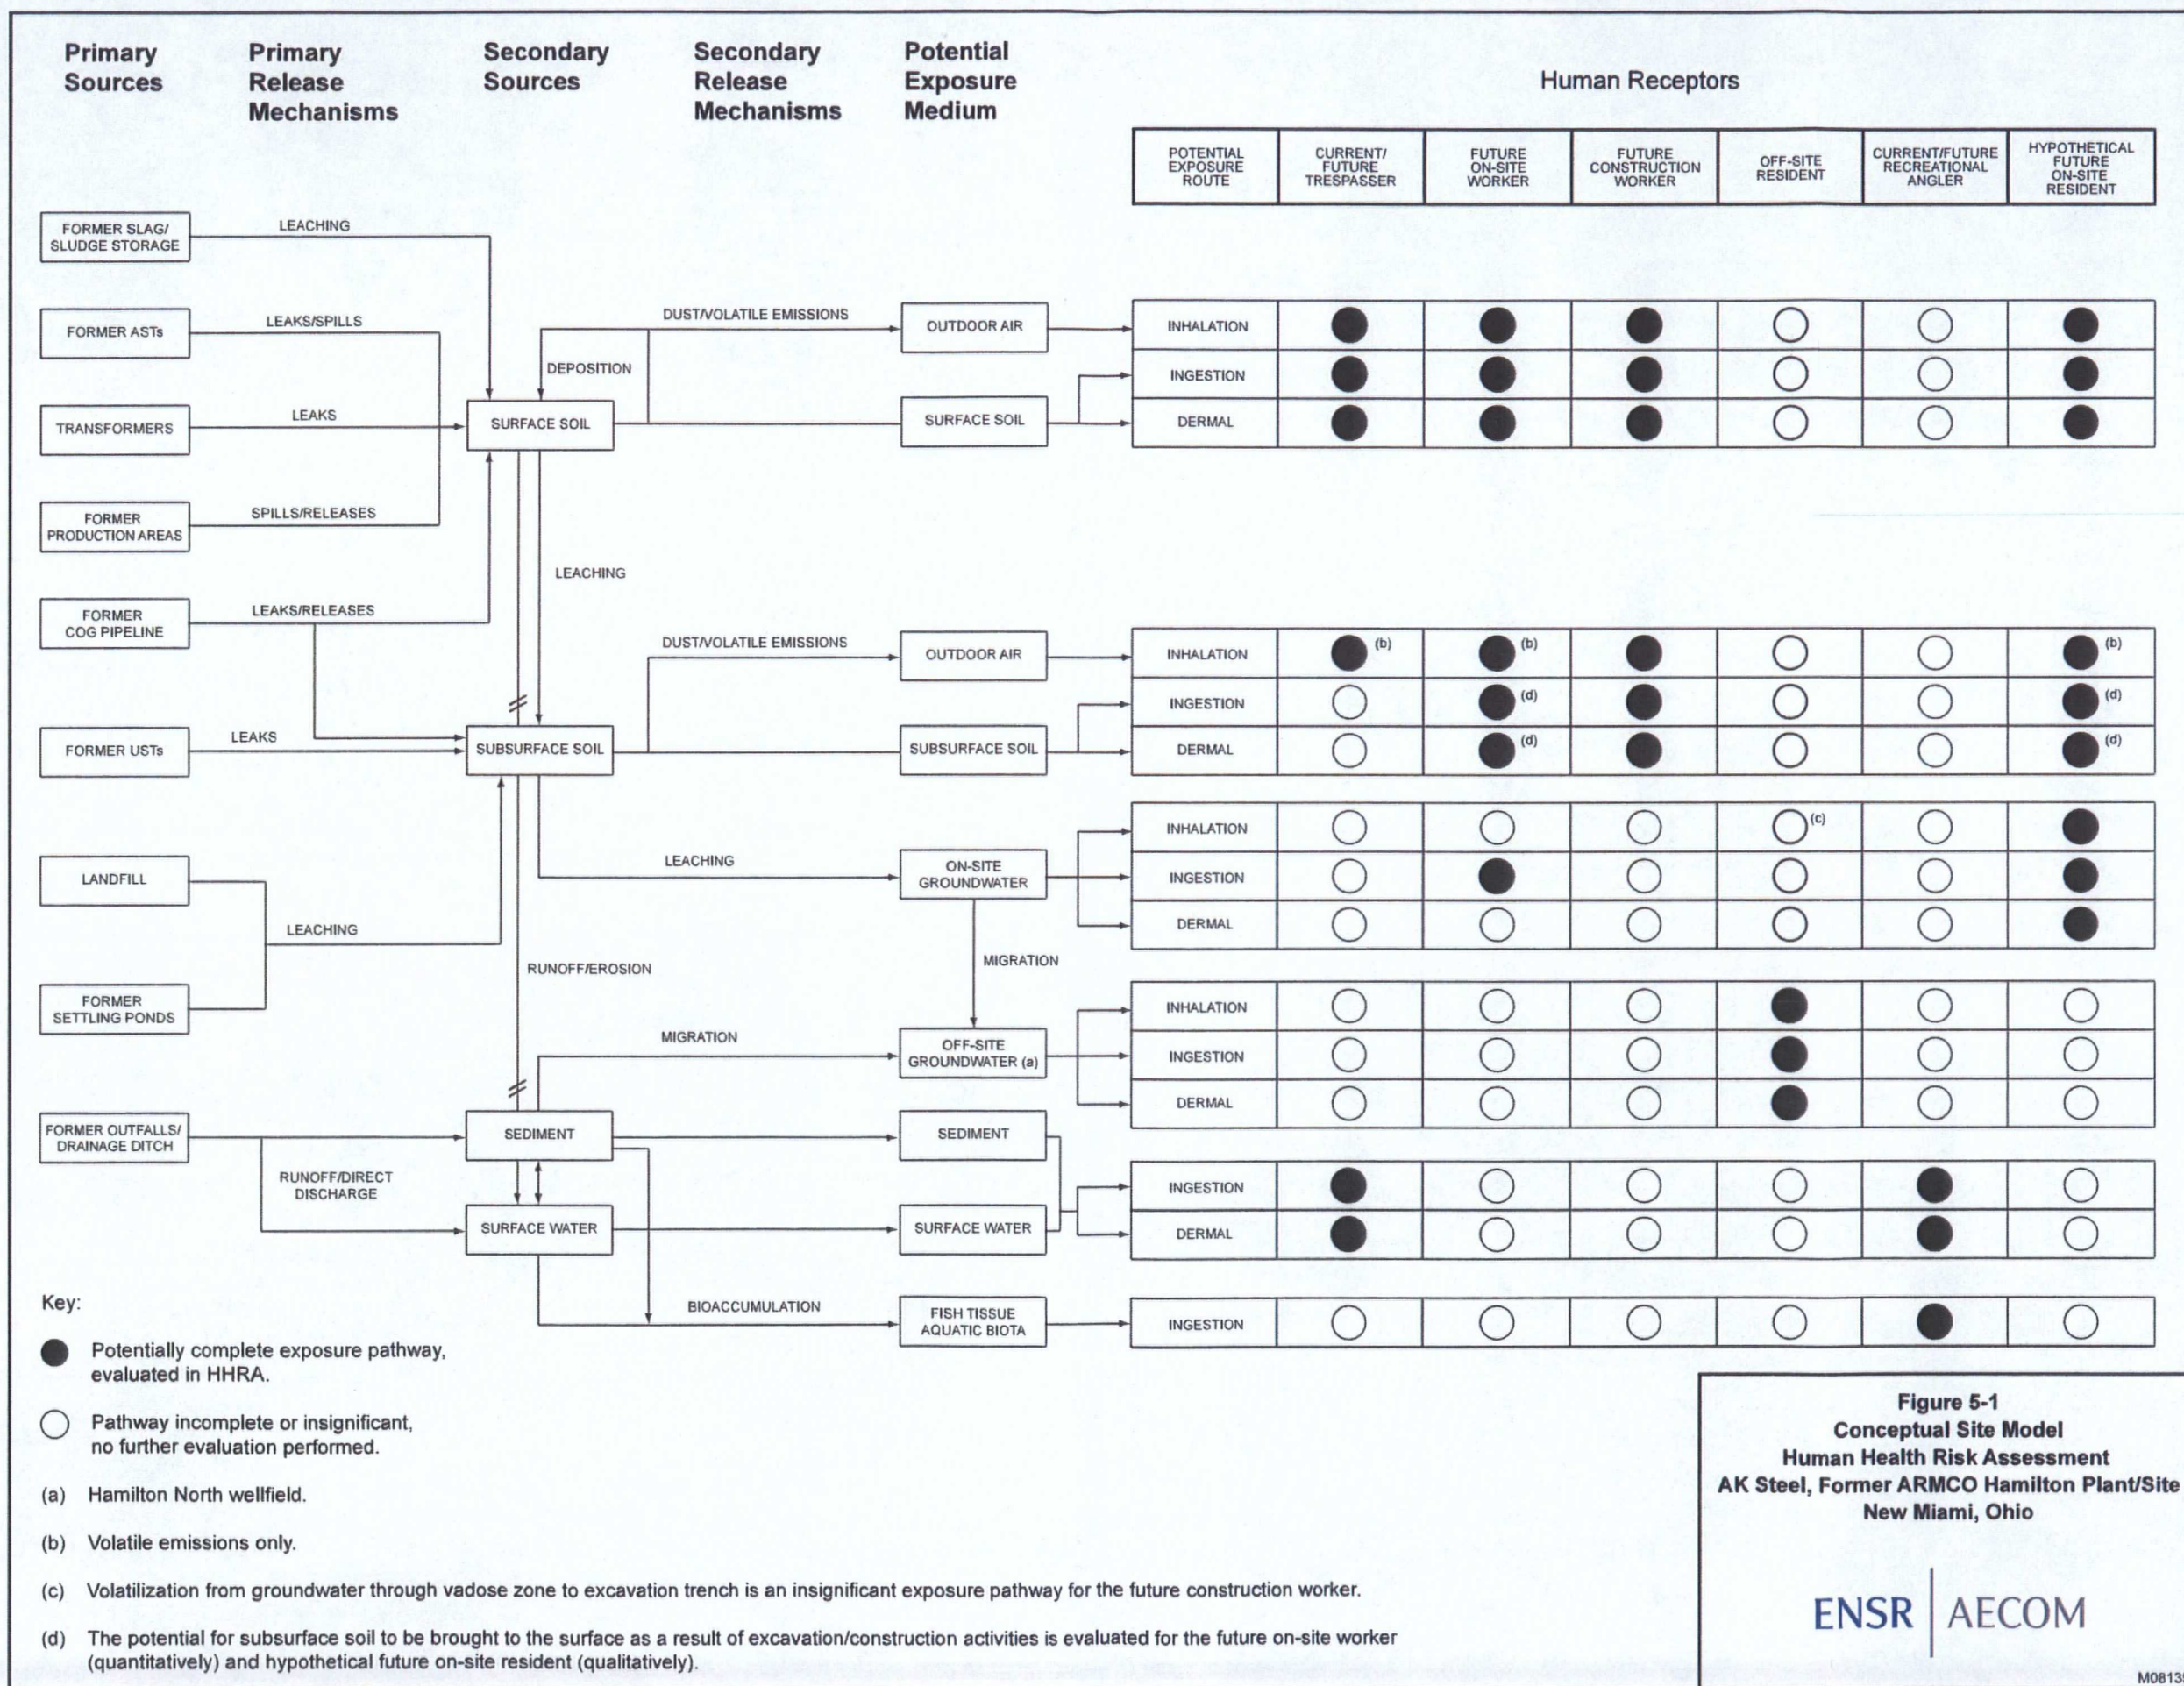 Primary
Sources
Primary
Release
Mechanisms
Secondary
Sources
Secondary
Release
Mechanisms
Potential
Exposure
Medium
Human Receptors
POTENTIAL
EXPOSURE
ROUTE
CURRENT/
FUTURE
TRESPASSER
FUTURE
ON-SITE
WORKER
FUTURE
CONSTRUCTION
WORKER
OFF-SITE
RESIDENT
CURRENT/FUTURE
RECREATIONAL
ANGLER
HYPOTHETICAL
FUTURE
ON-SITE
RESIDENT
FORMER SLAG/
SLUDGE STORAGE
LEACHING
FORMER ASTs
LEAKS/SPILLS
DUST/VOLATILE EMISSIONS
OUTDOOR AIR
INHALATION
DEPOSITION
INGESTION
TRANSFORMERS
LEAKS
SURFACE SOIL
SURFACE SOIL
DERMAL
FORMER
PRODUCTION AREAS
SPILLS/RELEASES
LEACHING
FORMER
COG PIPELINE
LEAKS/RELEASES
DUST/VOLATILE EMISSIONS
OUTDOOR AIR
INHALATION
(b)
(b)
(b)
INGESTION
(d)
(d)
FORMER USTs
LEAKS
SUBSURFACE SOIL
SUBSURFACE SOIL
DERMAL
(d)
(d)
INHALATION
(c)
LANDFILL
LEACHING
ON-SITE
GROUNDWATER
INGESTION
DERMAL
LEACHING
RUNOFF/EROSION
MIGRATION
FORMER
SETTLING PONDS
INHALATION
MIGRATION
OFF-SITE
GROUNDWATER (a)
INGESTION
DERMAL
FORMER OUTFALLS/
DRAINAGE DITCH
SEDIMENT
SEDIMENT
RUNOFF/DIRECT
DISCHARGE
INGESTION
SURFACE WATER
SURFACE WATER
DERMAL
BIOACCUMULATION
FISH TISSUE
AQUATIC BIOTA
INGESTION
Key:
Potentially complete exposure pathway,
evaluated in HHRA.
Pathway incomplete or insignificant,
no further evaluation performed.
(a) Hamilton North wellfield.
(b) Volatile emissions only.
(c) Volatilization from groundwater through vadose zone to excavation trench is an insignificant exposure pathway for the future construction worker.
(d) The potential for subsurface soil to be brought to the surface as a result of excavation/construction activities is evaluated for the future on-site worker
(quantitatively) and hypothetical future on-site resident (qualitatively).
Figure 5-1
Conceptual Site Model
Human Health Risk Assessment
AK Steel, Former ARMCO Hamilton Plant/Site
New Miami, Ohio
ENSR AECOM